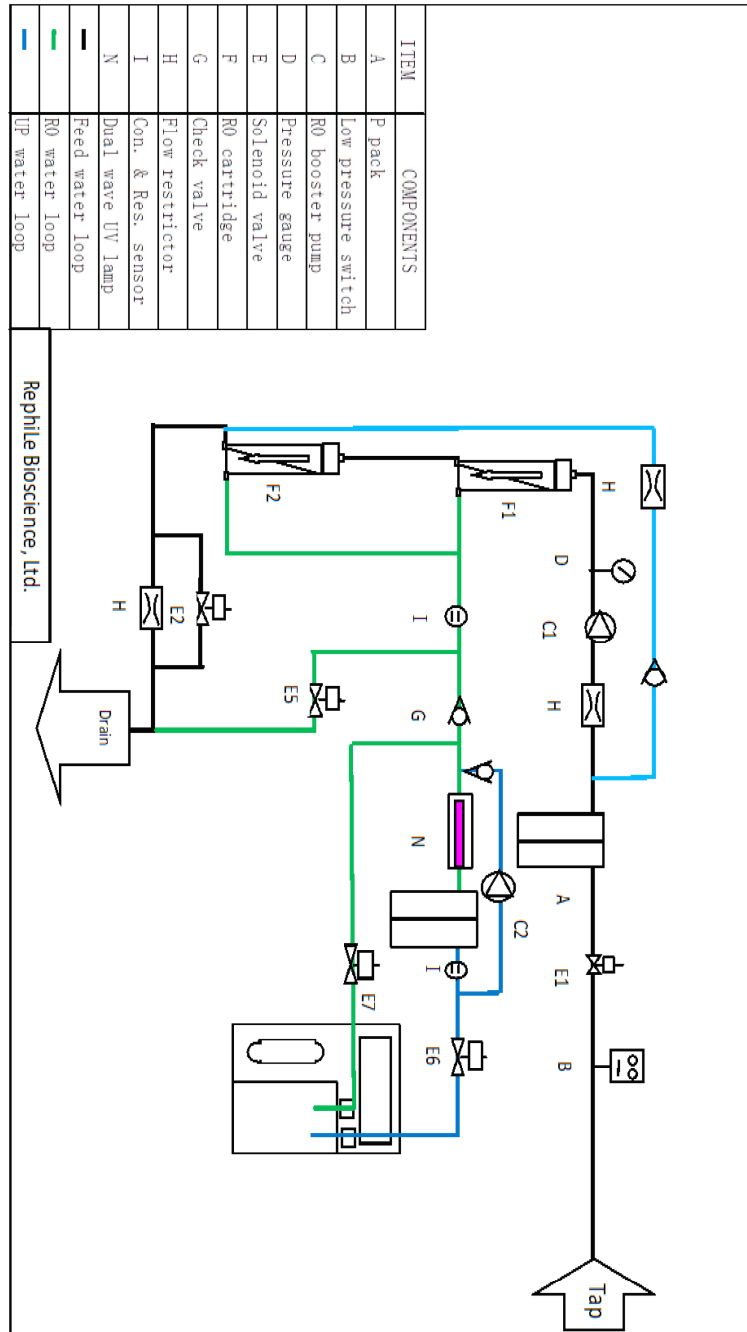 ITEM COMPONENTS
A P pack
B Low pressure switch
C RO booster pump
D Pressure gauge
E Solenoid valve
F RO cartridge
G Check valve
H Flow restrictor
I Con. & Res. sensor
N Dual wave UV lamp
Feed water loop
RO water loop
UP water loop
RephiLe Bioscience, Ltd.
H
D
C1
H
A
E1
B
Tap
F1
F2
I
G
N
C2
I
E6
E7
E5
E2
H
Drain